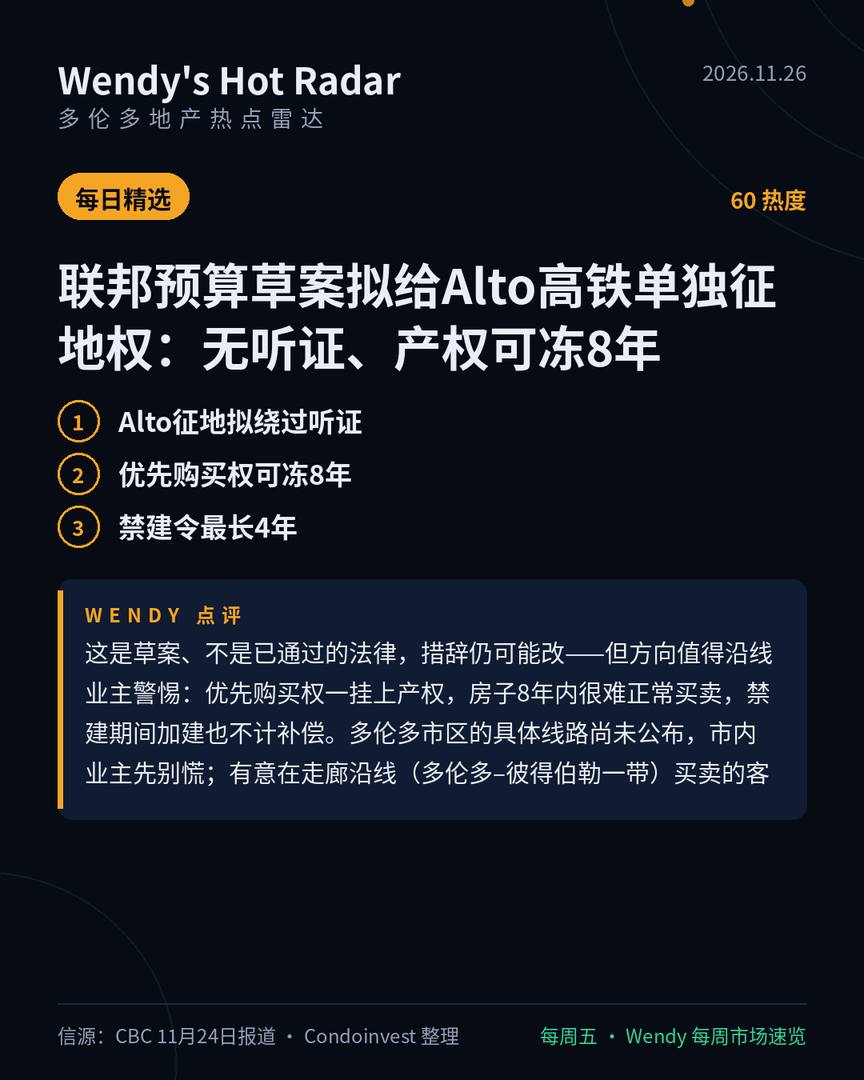 Wendy's Hot Radar
2026.11.26
多伦多地产热点雷达
每日精选
60 热度
联邦预算草案拟给Alto高铁单独征
地权：无听证、产权可冻8年
1 Alto征地拟绕过听证
2 优先购买权可冻8年
3 禁建令最长4年
WENDY 点评
这是草案、不是已通过的法律，措辞仍可能改——但方向值得沿线
业主警惕：优先购买权一挂上产权，房子8年内很难正常买卖，禁
建期间加建也不计补偿。多伦多市区的具体线路尚未公布，市内
业主先别慌；有意在走廊沿线（多伦多–彼得伯勒一带）买卖的客
信源：CBC 11月24日报道 · Condoinvest 整理
每周五 · Wendy 每周市场速览